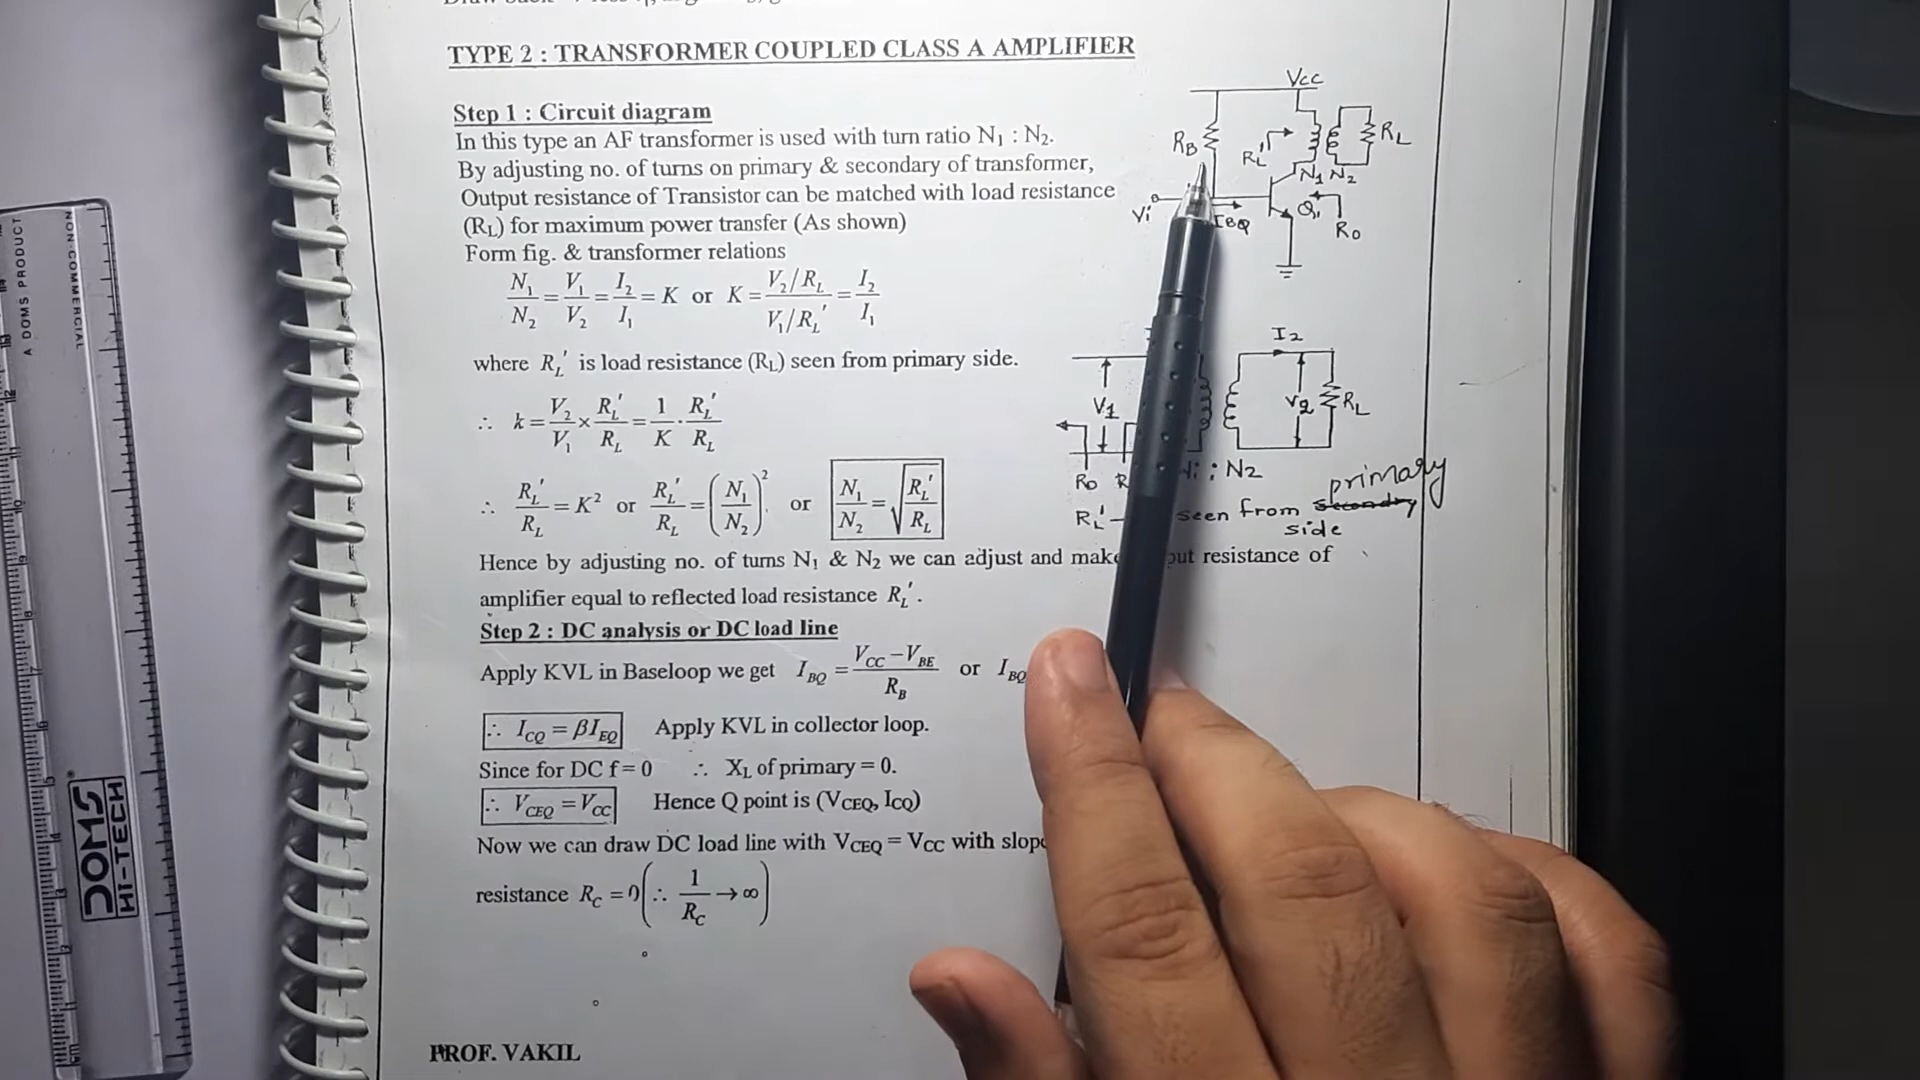 TYPE 2 : TRANSFORMER COUPLED CLASS A AMPLIFIER
Step 1 : Circuit diagram
In this type an AF transformer is used with turn ratio N₁ : N₂.
By adjusting no. of turns on primary & secondary of transformer,
Output resistance of Transistor can be matched with load resistance
(R_L) for maximum power transfer (As shown)
Form fig. & transformer relations
N₁/N₂ = V₁/V₂ = I₂/I₁ = K or K = (V₂/R_L)/(V₁/R_L') = I₂/I₁
where R_L' is load resistance (R_L) seen from primary side.
∴ k = V₂/V₁ × R_L'/R_L = 1/K · R_L'/R_L
∴ R_L'/R_L = K² or R_L'/R_L = (N₁/N₂)² or N₁/N₂ = √(R_L'/R_L)
Hence by adjusting no. of turns N₁ & N₂ we can adjust and make resistance of
amplifier equal to reflected load resistance R_L'.
Step 2 : DC analysis or DC load line
Apply KVL in Baseloop we get I_BQ = (V_CC − V_BE)/R_B or I_BQ
∴ I_CQ = βI_EQ Apply KVL in collector loop.
Since for DC f = 0 ∴ X_L of primary = 0.
∴ V_CEQ = V_CC Hence Q point is (V_CEQ, I_CQ)
Now we can draw DC load line with V_CEQ = V_CC with
resistance R_C = 0 (∴ 1/R_C → ∞)
PROF. VAKIL
Vcc
R_B
R_L'
R_L
N₁ N₂
Vi
I_BQ
Q₁
R₀
I₂
V₁
V₂
R_L
R₀
: N₂
R_L' seen from secondary primary
side
A DOMS PRODUCT
NON-COMMERCIAL
DOMS
HI-TECH